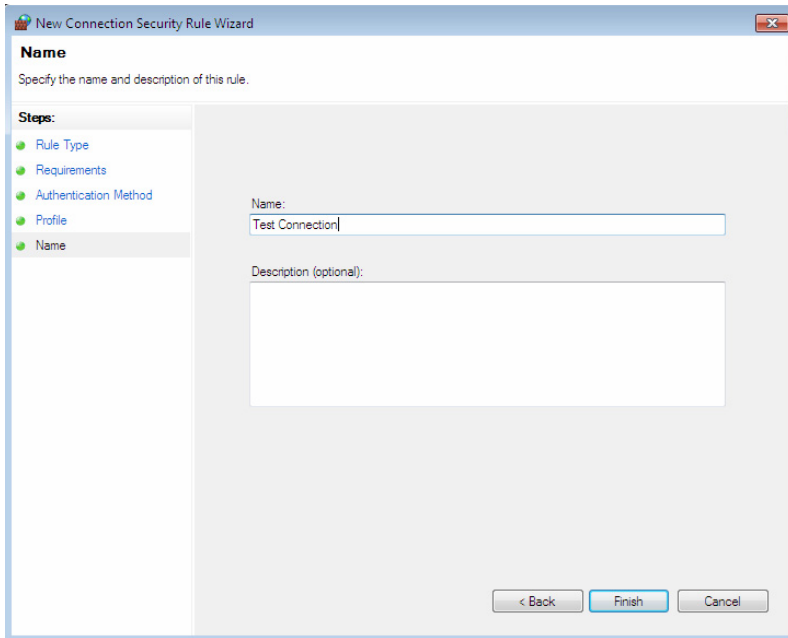 New Connection Security Rule Wizard
Name
Specify the name and description of this rule.
Steps:
Rule Type
Requirements
Authentication Method
Profile
Name
Name:
Test Connection
Description (optional):
< Back
Finish
Cancel